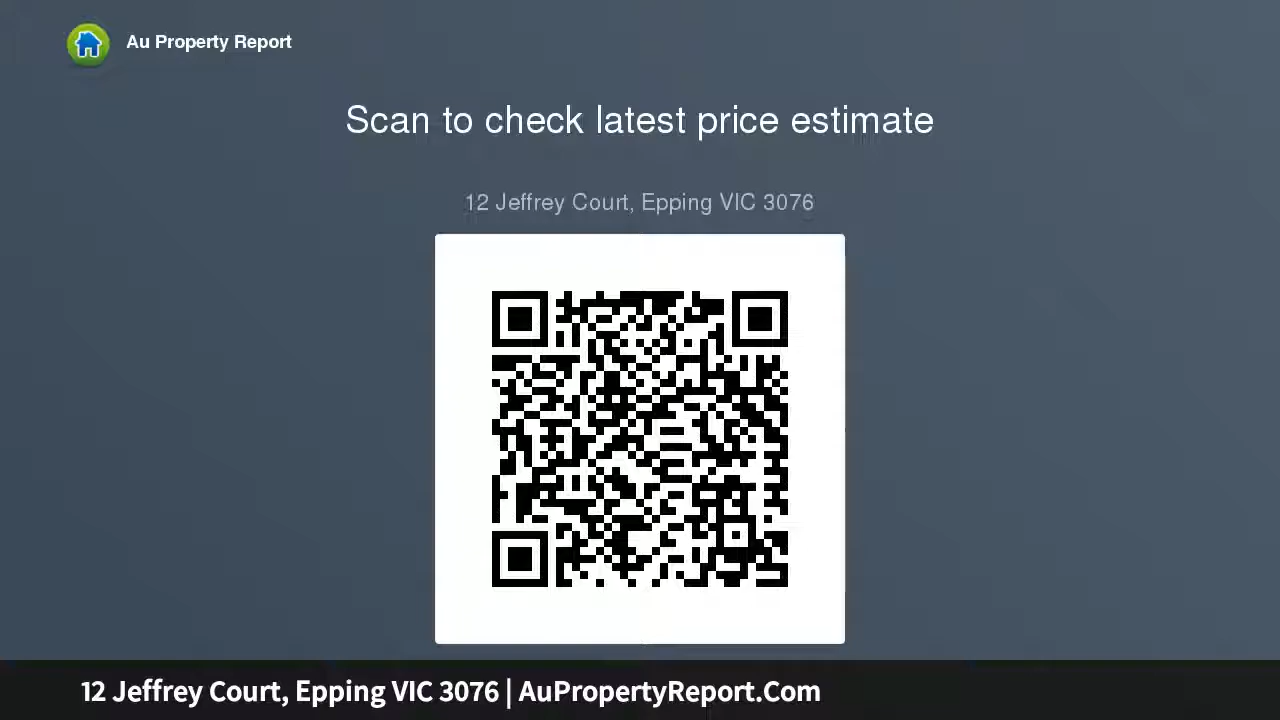 Au Property Report
Scan to check latest price estimate
12 Jeffrey Court, Epping VIC 3076
12 Jeffrey Court, Epping VIC 3076 | AuPropertyReport.Com